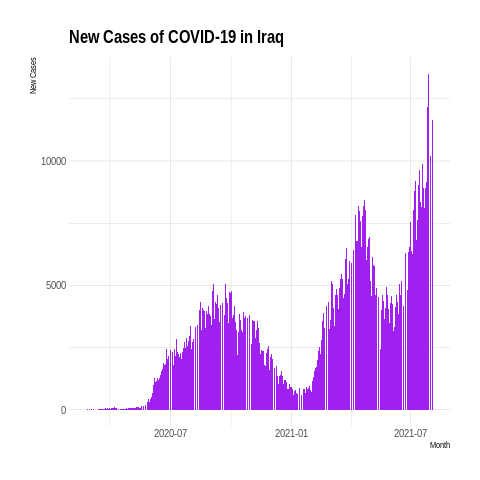 New Cases of COVID-19 in Iraq
New Cases
10000
5000
0
2020-07
2021-01
2021-07
Month